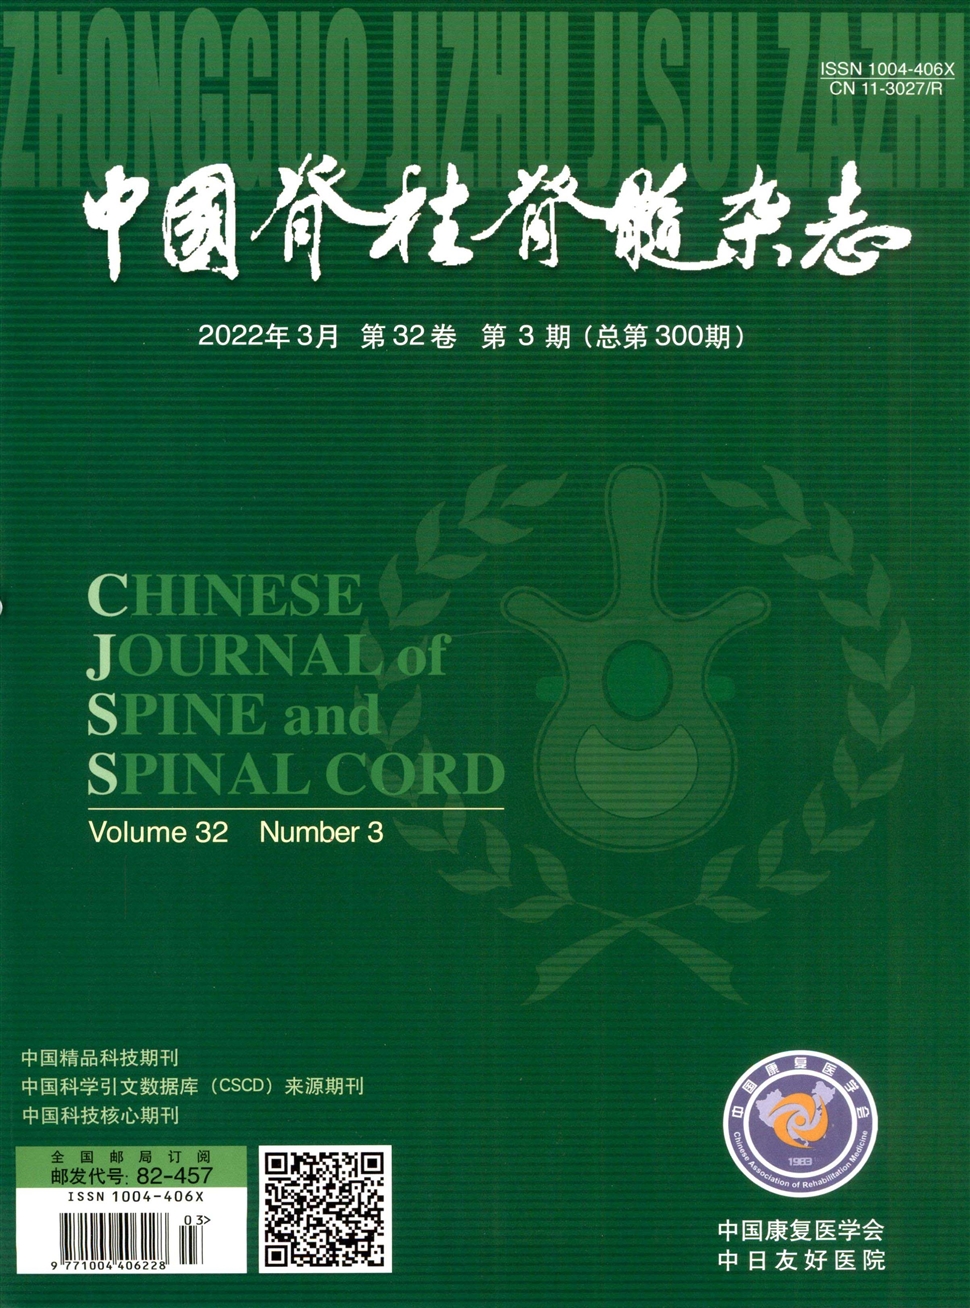 ZHONGGUO JIZHU JISUI ZAZHI
ISSN 1004-406X
CN 11-3027/R
中國脊柱脊髓杂志
2022年3月 第32卷 第3期（总第300期）
CHINESE
JOURNAL of
SPINE and
SPINAL CORD
Volume 32 Number 3
中国精品科技期刊
中国科学引文数据库（CSCD）来源期刊
中国科技核心期刊
全国邮局订阅
邮发代号: 82-457
ISSN 1004-406X
03>
9 771004 406228
中国康复医学会
1983
Chinese Association of Rehabilitation Medicine
中国康复医学会
中日友好医院